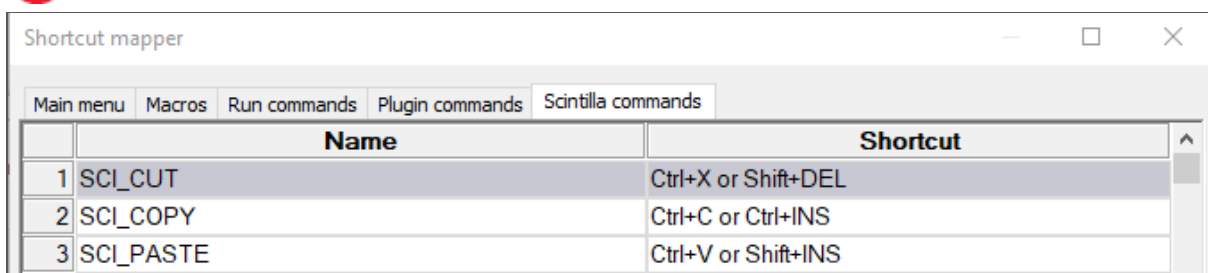 Shortcut mapper
Main menu Macros Run commands Plugin commands Scintilla commands
Name Shortcut
1 SCI_CUT Ctrl+X or Shift+DEL
2 SCI_COPY Ctrl+C or Ctrl+INS
3 SCI_PASTE Ctrl+V or Shift+INS